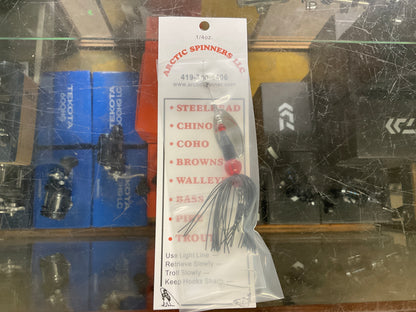 1/4oz.
ARCTIC SPINNERS LLC
• STEELHEAD
• CHINO
• COHO
• BROWNS
• WALLEYE
• BASS
• PIKE
• TROUT
Use Light Line —
Retrieve Slowly —
Troll Slowly —
Keep Hooks Sharp
TEKOTA
TEKOTA
DAIWA